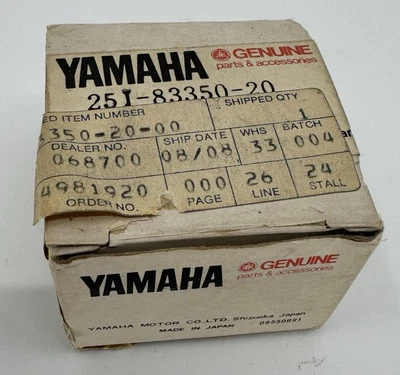 YAMAHA GENUINE
parts & accessories
25J-83350-20
ED ITEM NUMBER SHIPPED QTY
350-20-00 1
DEALER NO. SHIP DATE WHS BATCH
068700 08/08 33 004
4981920 000 26 24
ORDER NO. PAGE LINE STALL
YAMAHA GENUINE
parts & accessories
YAMAHA MOTOR CO.,LTD. Shizuoka Japan
MADE IN JAPAN 08550891